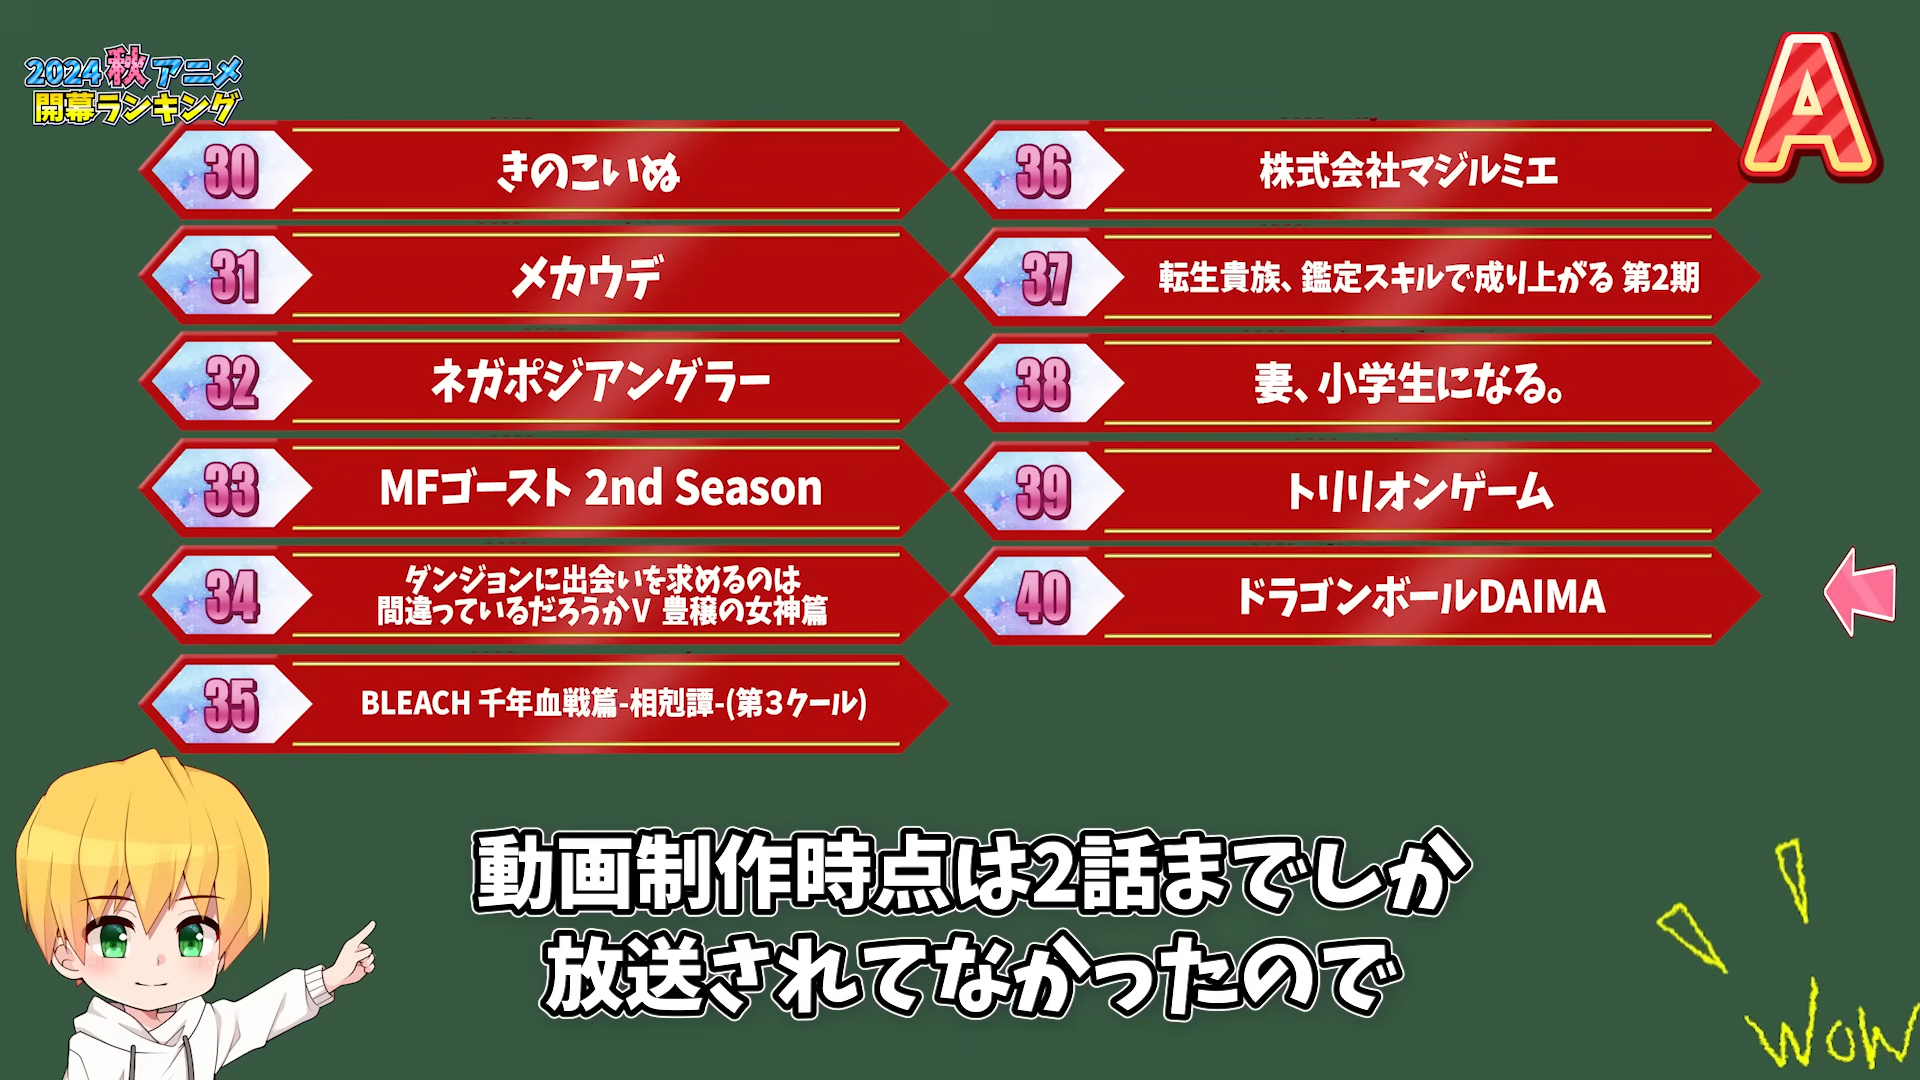 2024秋アニメ
開幕ランキング
A
30 きのこいぬ
31 メカウデ
32 ネガポジアングラー
33 MFゴースト 2nd Season
34 ダンジョンに出会いを求めるのは
間違っているだろうかⅤ 豊穣の女神篇
35 BLEACH 千年血戦篇-相剋譚-(第3クール)
36 株式会社マジルミエ
37 転生貴族、鑑定スキルで成り上がる 第2期
38 妻、小学生になる。
39 トリリオンゲーム
40 ドラゴンボールDAIMA
動画制作時点は2話までしか
放送されてなかったので
WOW